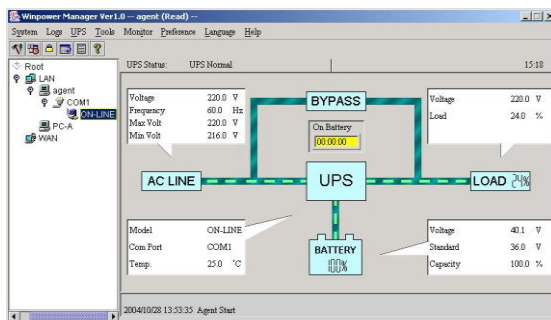 Winpower Manager Ver1.0 -- agent (Read) --
System Logs UPS Tools Monitor Preference Language Help
Root
LAN
agent
COM1
ON-LINE
PC-A
WAN
UPS Status: UPS Normal 15:18
Voltage 220.0 V
Frequency 60.0 Hz
Max Volt 220.0 V
Min Volt 216.0 V
BYPASS
On Battery
00:00:00
Voltage 220.0 V
Load 24.0 %
AC LINE
UPS
LOAD 24%
Model ON-LINE
Com Port COM1
Temp. 25.0 °C
BATTERY
100%
Voltage 40.1 V
Standard 36.0 V
Capacity 100.0 %
2004/10/28 13:53:35 Agent Start